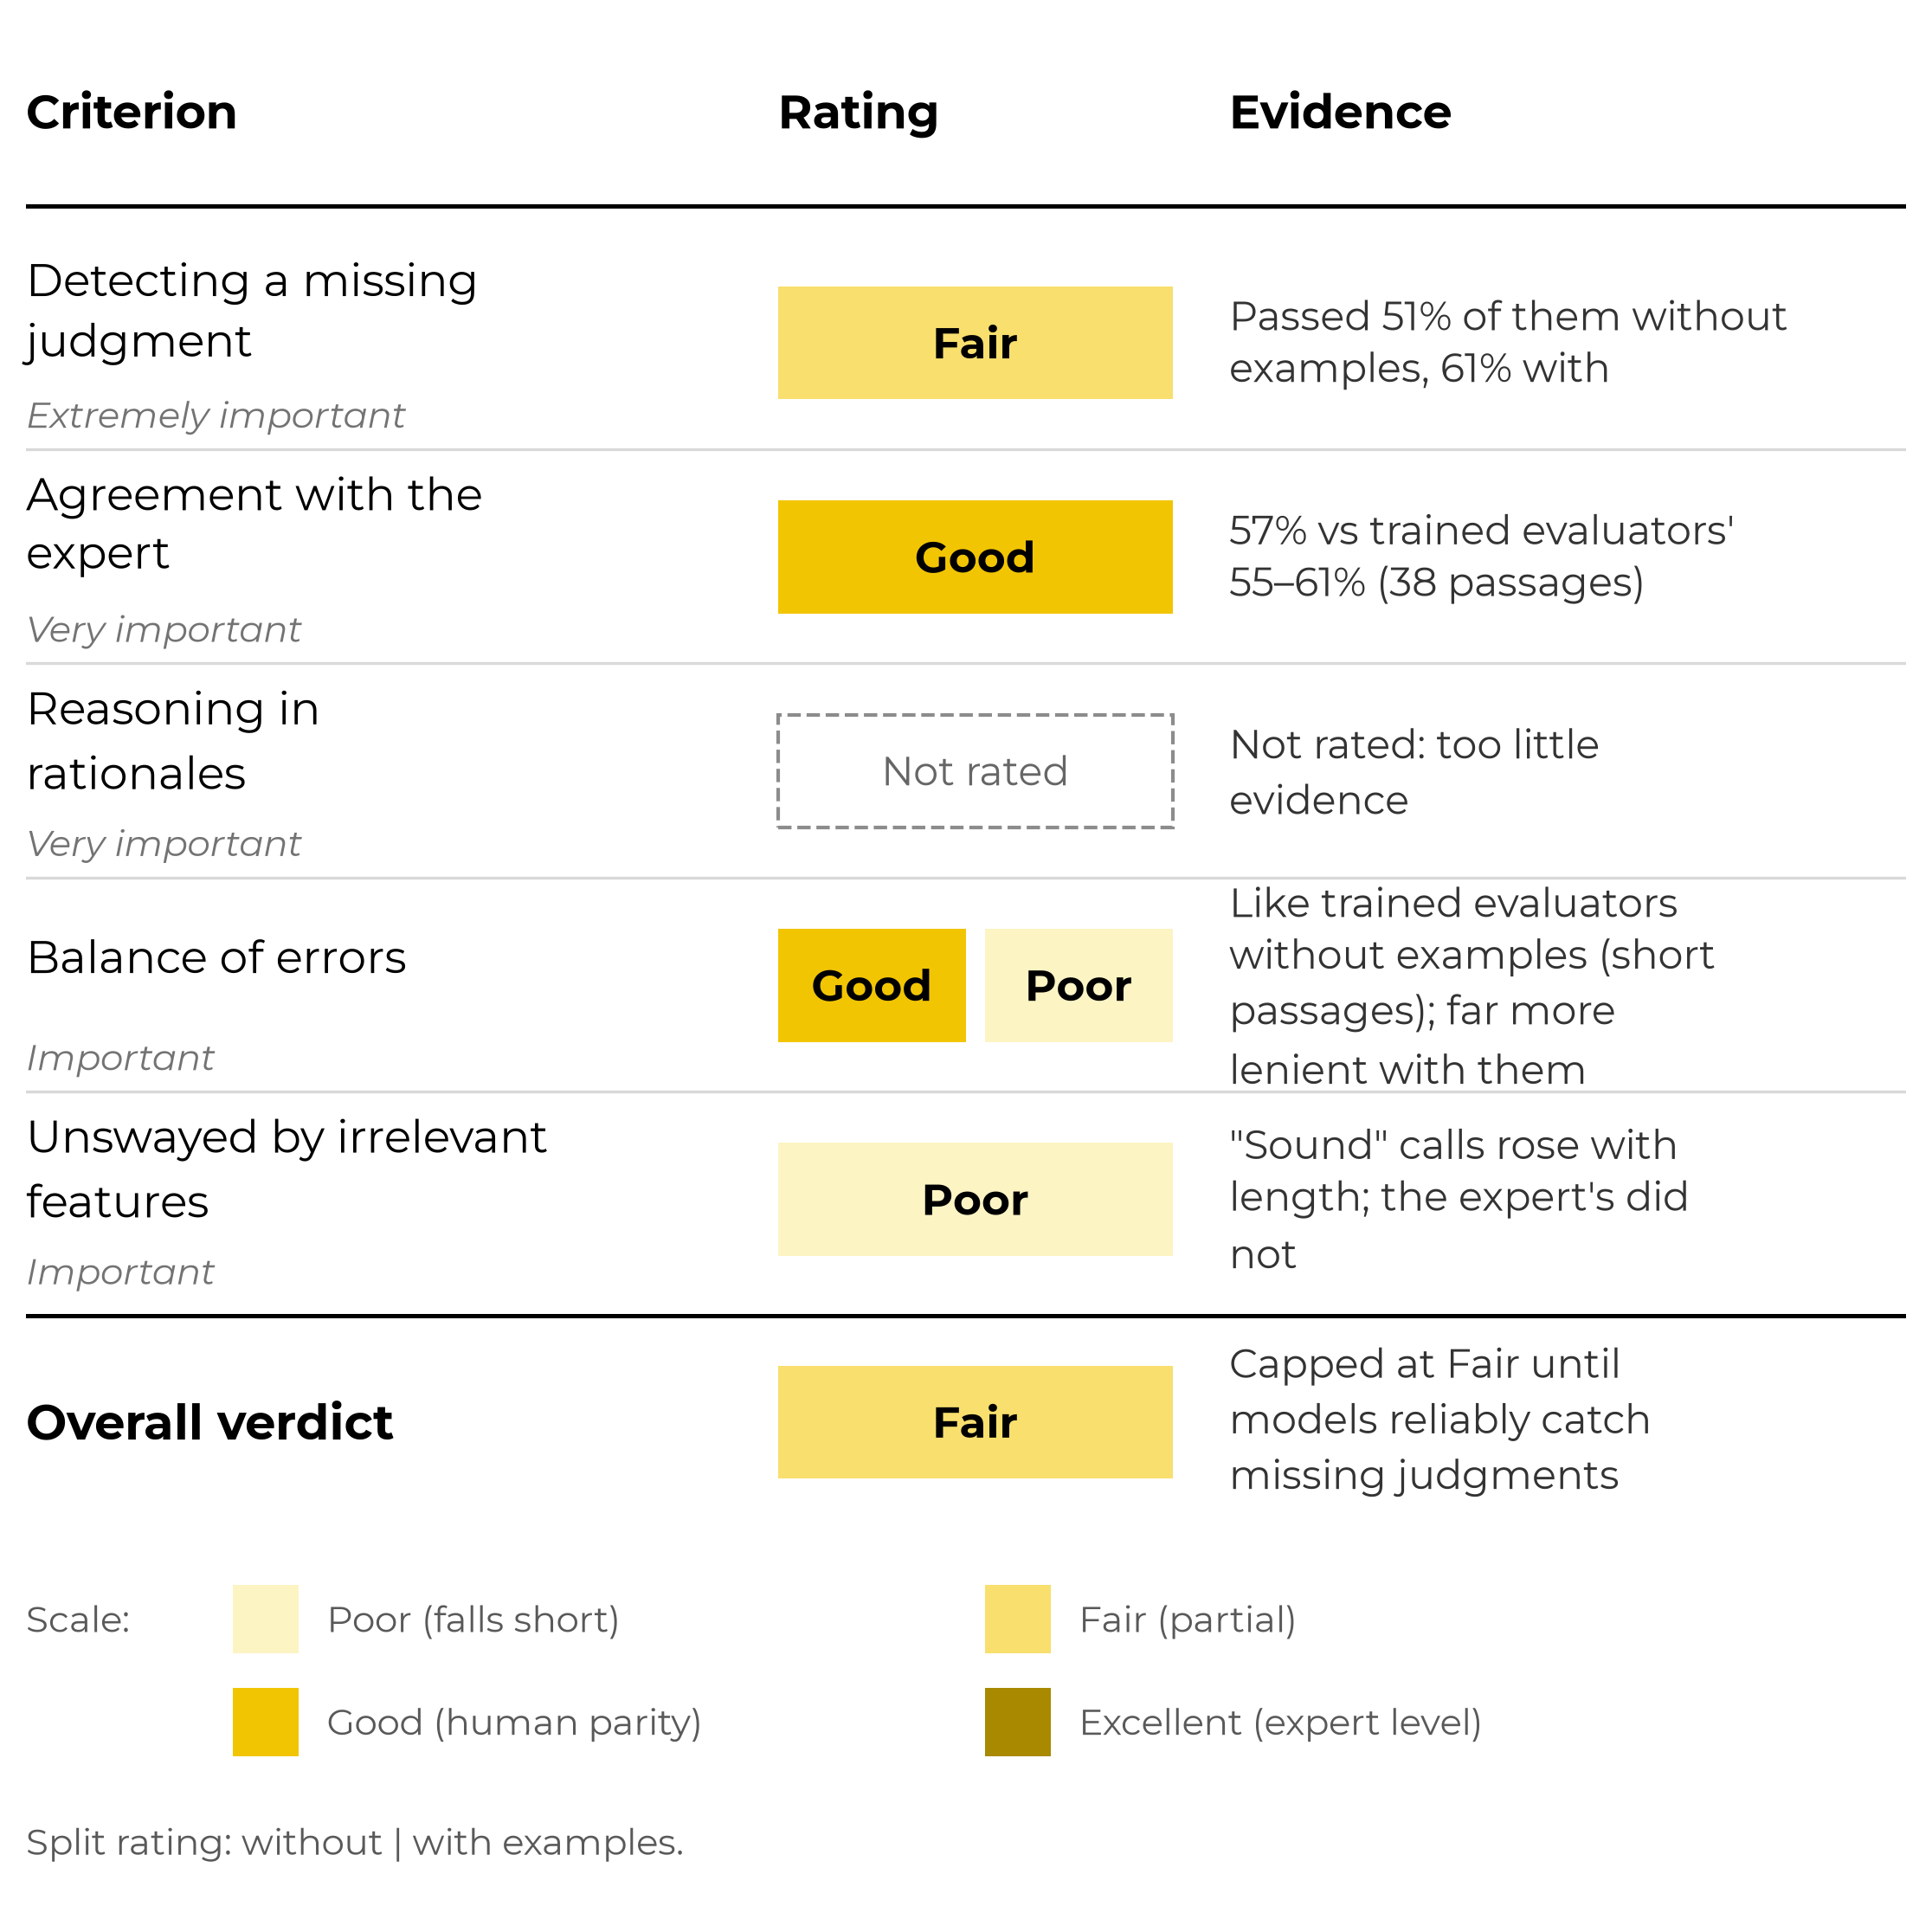 Criterion
Rating
Evidence
Detecting a missing
judgment
Extremely important
Fair
Passed 51% of them without
examples, 61% with
Agreement with the
expert
Very important
Good
57% vs trained evaluators'
55–61% (38 passages)
Reasoning in
rationales
Very important
Not rated
Not rated: too little
evidence
Balance of errors
Important
Good
Poor
Like trained evaluators
without examples (short
passages); far more
lenient with them
Unswayed by irrelevant
features
Important
Poor
"Sound" calls rose with
length; the expert's did
not
Overall verdict
Fair
Capped at Fair until
models reliably catch
missing judgments
Scale:
Poor (falls short)
Fair (partial)
Good (human parity)
Excellent (expert level)
Split rating: without | with examples.